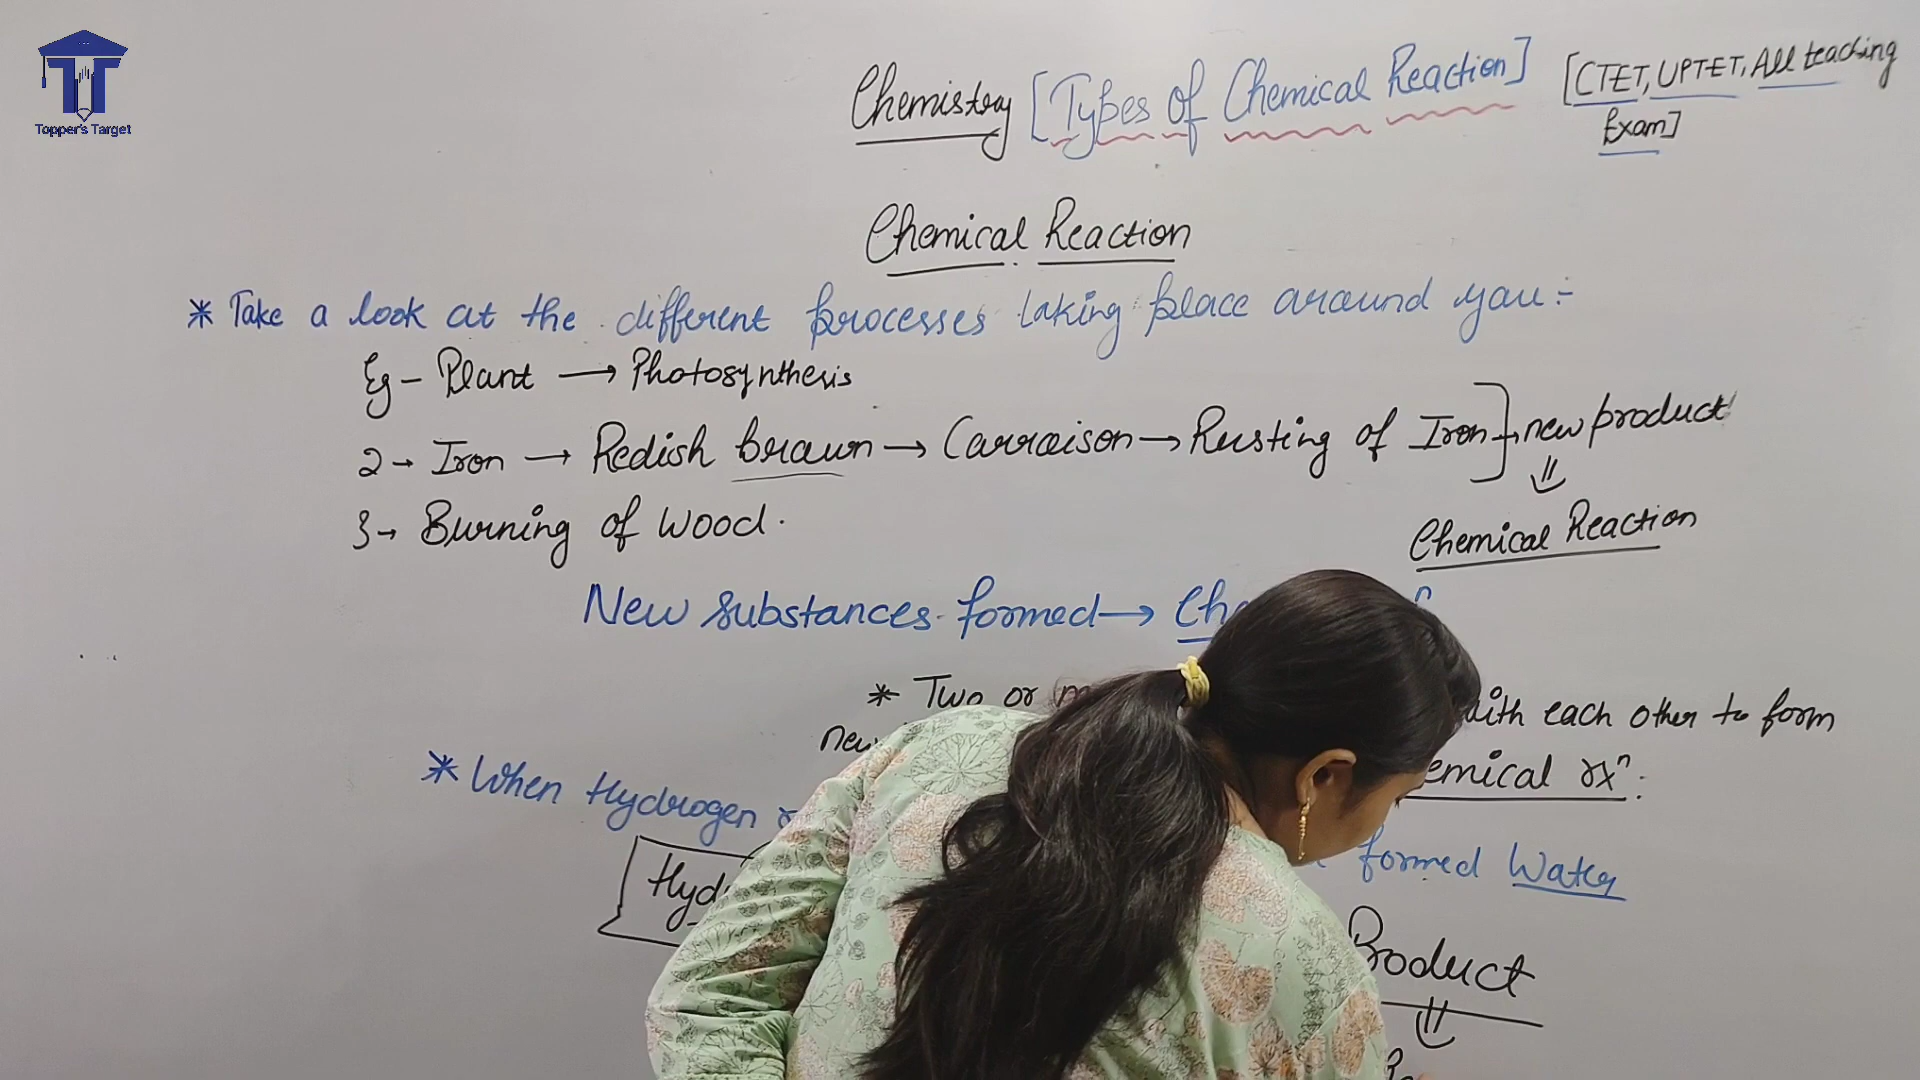 Topper's Target
Chemistry [Types of Chemical Reaction] [CTET, UPTET, All teaching
Exam]
Chemical Reaction
* Take a look at the different processes taking place around you:-
Eg - Plant → Photosynthesis
2 → Iron → Redish brown → Corroison → Rusting of Iron → new product
⇓
3 → Burning of wood.
Chemical Reaction
New substances formed → Che
* Two or with each other to form
new
emical rxⁿ:
* When Hydrogen
formed Water
Hyd
Product
⇓